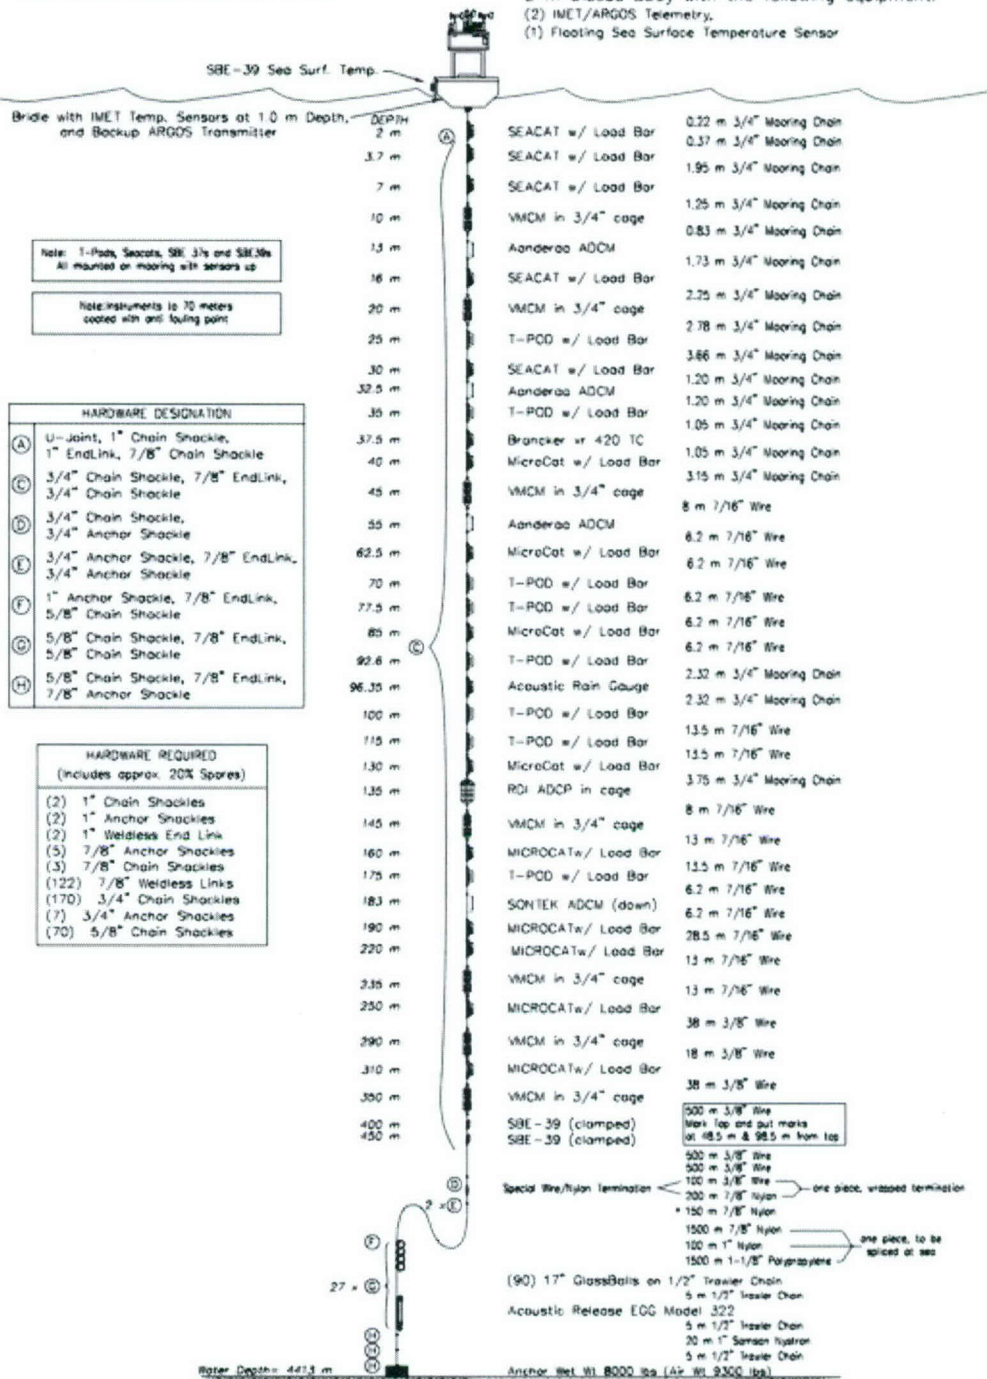 (2) IMET/ARGOS Telemetry,
(1) Floating Sea Surface Temperature Sensor
SBE-39 Sea Surf. Temp.
Bridle with IMET Temp. Sensors at 1.0 m Depth,
and Backup ARGOS Transmitter
DEPTH
0.22 m 3/4" Mooring Chain
2 m SEACAT w/ Load Bar
A
0.37 m 3/4" Mooring Chain
3.7 m SEACAT w/ Load Bar
1.95 m 3/4" Mooring Chain
7 m SEACAT w/ Load Bar
1.25 m 3/4" Mooring Chain
10 m VMCM in 3/4" cage
0.83 m 3/4" Mooring Chain
13 m Aanderaa ADCM
1.73 m 3/4" Mooring Chain
16 m SEACAT w/ Load Bar
2.25 m 3/4" Mooring Chain
20 m VMCM in 3/4" cage
2.78 m 3/4" Mooring Chain
25 m T-POD w/ Load Bar
3.66 m 3/4" Mooring Chain
30 m SEACAT w/ Load Bar
1.20 m 3/4" Mooring Chain
32.5 m Aanderaa ADCM
1.20 m 3/4" Mooring Chain
35 m T-POD w/ Load Bar
1.05 m 3/4" Mooring Chain
37.5 m Brancker xr 420 TC
1.05 m 3/4" Mooring Chain
40 m MicroCat w/ Load Bar
3.15 m 3/4" Mooring Chain
45 m VMCM in 3/4" cage
8 m 7/16" Wire
55 m Aanderaa ADCM
6.2 m 7/16" Wire
62.5 m MicroCat w/ Load Bar
6.2 m 7/16" Wire
70 m T-POD w/ Load Bar
6.2 m 7/16" Wire
77.5 m T-POD w/ Load Bar
6.2 m 7/16" Wire
85 m MicroCat w/ Load Bar
6.2 m 7/16" Wire
C
92.6 m T-POD w/ Load Bar
2.32 m 3/4" Mooring Chain
96.35 m Acoustic Rain Gauge
2.32 m 3/4" Mooring Chain
100 m T-POD w/ Load Bar
13.5 m 7/16" Wire
115 m T-POD w/ Load Bar
13.5 m 7/16" Wire
130 m MicroCat w/ Load Bar
3.75 m 3/4" Mooring Chain
135 m RDI ADCP in cage
8 m 7/16" Wire
145 m VMCM in 3/4" cage
13 m 7/16" Wire
160 m MICROCATw/ Load Bar
13.5 m 7/16" Wire
175 m T-POD w/ Load Bar
6.2 m 7/16" Wire
183 m SONTEK ADCM (down)
6.2 m 7/16" Wire
190 m MICROCATw/ Load Bar
28.5 m 7/16" Wire
220 m MICROCATw/ Load Bar
13 m 7/16" Wire
235 m VMCM in 3/4" cage
13 m 7/16" Wire
250 m MICROCATw/ Load Bar
38 m 3/8" Wire
290 m VMCM in 3/4" cage
18 m 3/8" Wire
310 m MICROCATw/ Load Bar
38 m 3/8" Wire
350 m VMCM in 3/4" cage
400 m SBE-39 (clamped)
450 m SBE-39 (clamped)
500 m 3/8" Wire
Mark Top and put marks
at 48.5 m & 98.5 m from top
500 m 3/8" Wire
500 m 3/8" Wire
D
Special Wire/Nylon Termination
100 m 3/8" Wire
200 m 7/8" Nylon
one piece, wrapped termination
2 x E
* 150 m 7/8" Nylon
1500 m 7/8" Nylon
100 m 1" Nylon
1500 m 1-1/8" Polypropylene
one piece, to be
spliced at sea
F
27 x G
(90) 17" GlassBalls on 1/2" Trawler Chain
5 m 1/2" Trawler Chain
Acoustic Release EGG Model 322
5 m 1/2" Trawler Chain
20 m 1" Samson Nystron
5 m 1/2" Trawler Chain
H
H
H
Water Depth= 4413 m
Anchor Wet Wt. 8000 lbs (Air Wt. 9300 lbs)
Note: T-Pods, Seacats, SBE 37s and SBE39s
All mounted on mooring with sensors up
Note:Instruments to 70 meters
coated with anti fouling paint
HARDWARE DESIGNATION
A U-Joint, 1" Chain Shackle,
1" EndLink, 7/8" Chain Shackle
C 3/4" Chain Shackle, 7/8" EndLink,
3/4" Chain Shackle
D 3/4" Chain Shackle,
3/4" Anchor Shackle
E 3/4" Anchor Shackle, 7/8" EndLink,
3/4" Anchor Shackle
F 1" Anchor Shackle, 7/8" EndLink,
5/8" Chain Shackle
G 5/8" Chain Shackle, 7/8" EndLink,
5/8" Chain Shackle
H 5/8" Chain Shackle, 7/8" EndLink,
7/8" Anchor Shackle
HARDWARE REQUIRED
(Includes approx. 20% Spares)
(2) 1" Chain Shackles
(2) 1" Anchor Shackles
(2) 1" Weldless End Link
(5) 7/8" Anchor Shackles
(3) 7/8" Chain Shackles
(122) 7/8" Weldless Links
(170) 3/4" Chain Shackles
(7) 3/4" Anchor Shackles
(70) 5/8" Chain Shackles